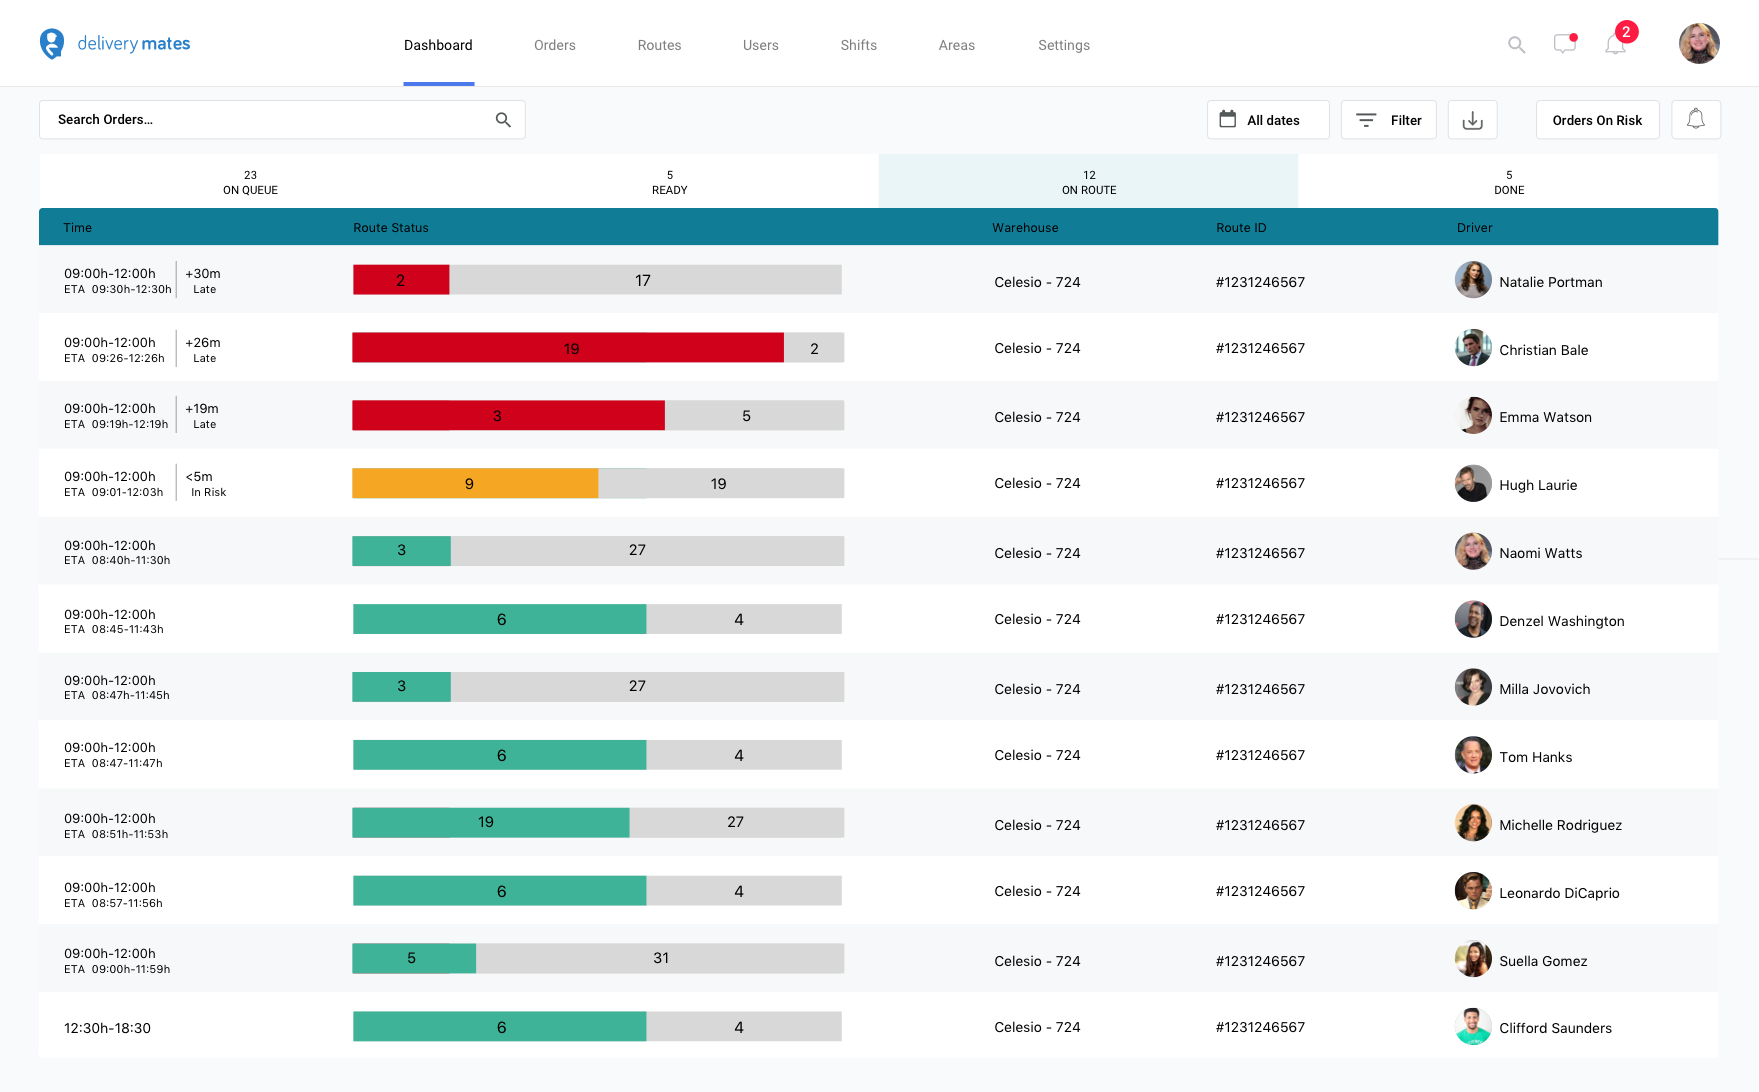 delivery mates
Dashboard
Orders
Routes
Users
Shifts
Areas
Settings
2
Search Orders...
All dates
Filter
Orders On Risk
23
ON QUEUE
5
READY
12
ON ROUTE
5
DONE
Time Route Status Warehouse Route ID Driver
09:00h-12:00h +30m
ETA 09:30h-12:30h Late
2 17 Celesio - 724 #1231246567 Natalie Portman
09:00h-12:00h +26m
ETA 09:26-12:26h Late
19 2 Celesio - 724 #1231246567 Christian Bale
09:00h-12:00h +19m
ETA 09:19h-12:19h Late
3 5 Celesio - 724 #1231246567 Emma Watson
09:00h-12:00h <5m
ETA 09:01-12:03h In Risk
9 19 Celesio - 724 #1231246567 Hugh Laurie
09:00h-12:00h
ETA 08:40h-11:30h
3 27 Celesio - 724 #1231246567 Naomi Watts
09:00h-12:00h
ETA 08:45-11:43h
6 4 Celesio - 724 #1231246567 Denzel Washington
09:00h-12:00h
ETA 08:47h-11:45h
3 27 Celesio - 724 #1231246567 Milla Jovovich
09:00h-12:00h
ETA 08:47-11:47h
6 4 Celesio - 724 #1231246567 Tom Hanks
09:00h-12:00h
ETA 08:51h-11:53h
19 27 Celesio - 724 #1231246567 Michelle Rodriguez
09:00h-12:00h
ETA 08:57-11:56h
6 4 Celesio - 724 #1231246567 Leonardo DiCaprio
09:00h-12:00h
ETA 09:00h-11:59h
5 31 Celesio - 724 #1231246567 Suella Gomez
12:30h-18:30 6 4 Celesio - 724 #1231246567 Clifford Saunders